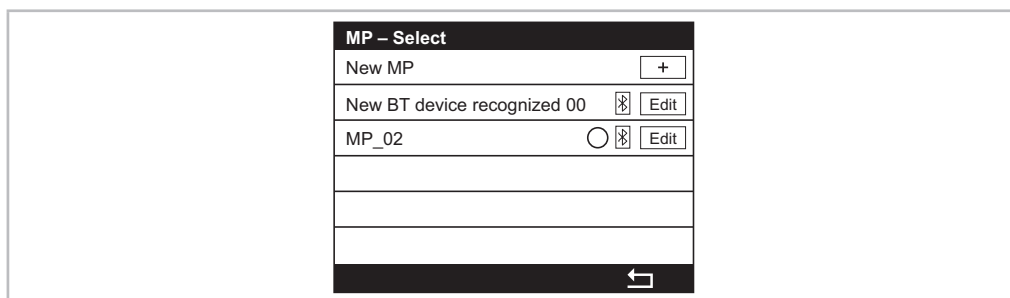 MP – Select
New MP +
New BT device recognized 00 Edit
MP_02 Edit